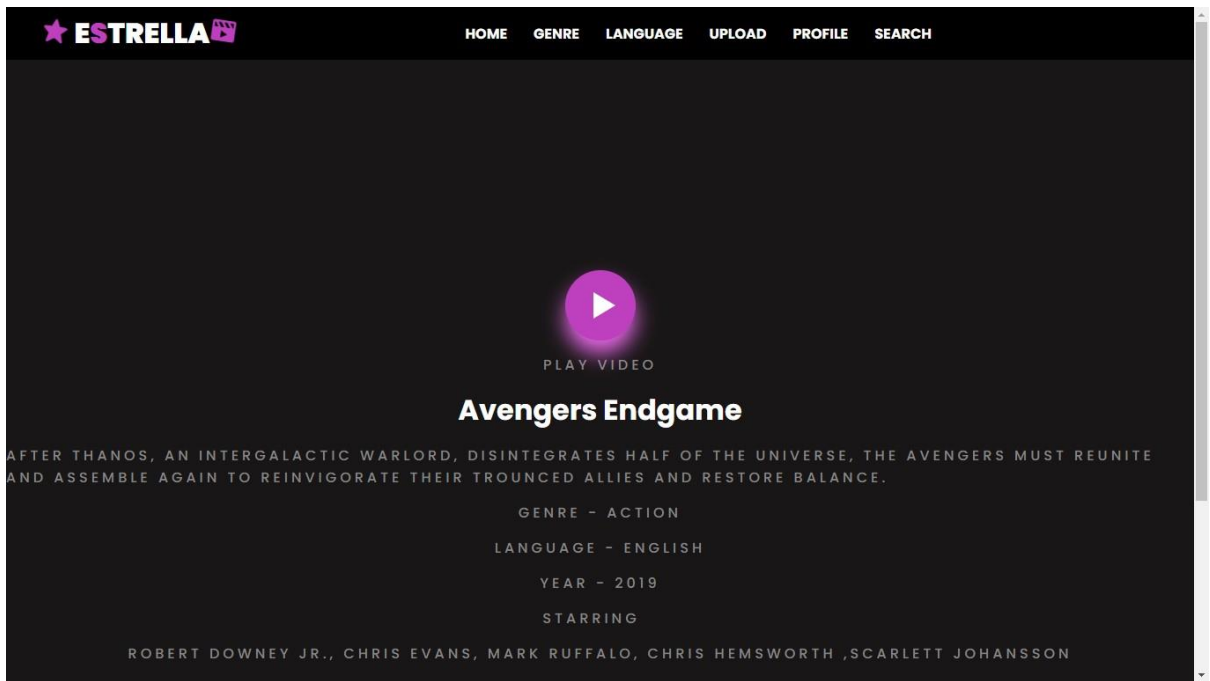 ESTRELLA
HOME GENRE LANGUAGE UPLOAD PROFILE SEARCH
PLAY VIDEO
Avengers Endgame
AFTER THANOS, AN INTERGALACTIC WARLORD, DISINTEGRATES HALF OF THE UNIVERSE, THE AVENGERS MUST REUNITE
AND ASSEMBLE AGAIN TO REINVIGORATE THEIR TROUNCED ALLIES AND RESTORE BALANCE.
GENRE - ACTION
LANGUAGE - ENGLISH
YEAR - 2019
STARRING
ROBERT DOWNEY JR., CHRIS EVANS, MARK RUFFALO, CHRIS HEMSWORTH ,SCARLETT JOHANSSON